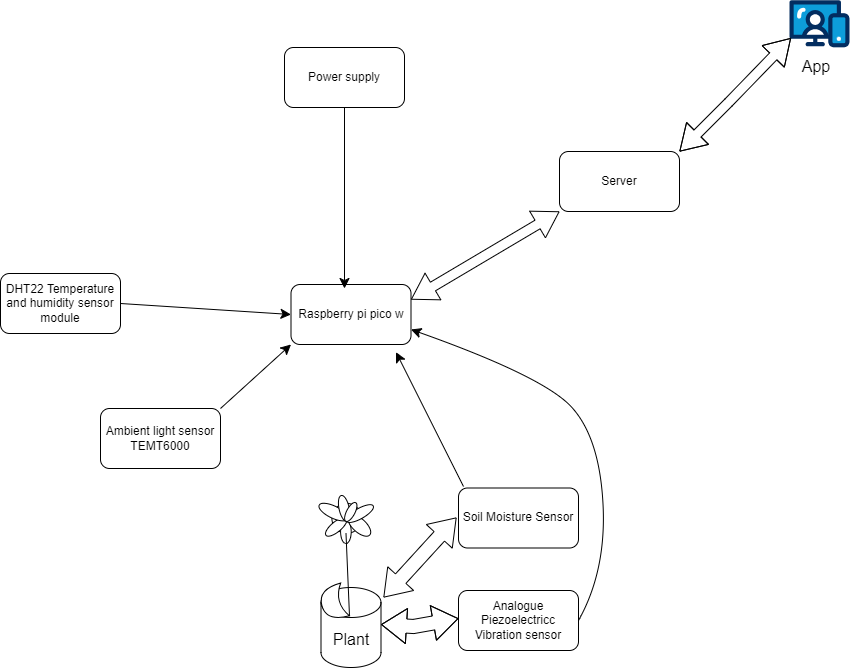 App
Power supply
Server
DHT22 Temperature
and humidity sensor
module
Raspberry pi pico w
Ambient light sensor
TEMT6000
Soil Moisture Sensor
Analogue
Piezoelectricc
Vibration sensor
Plant